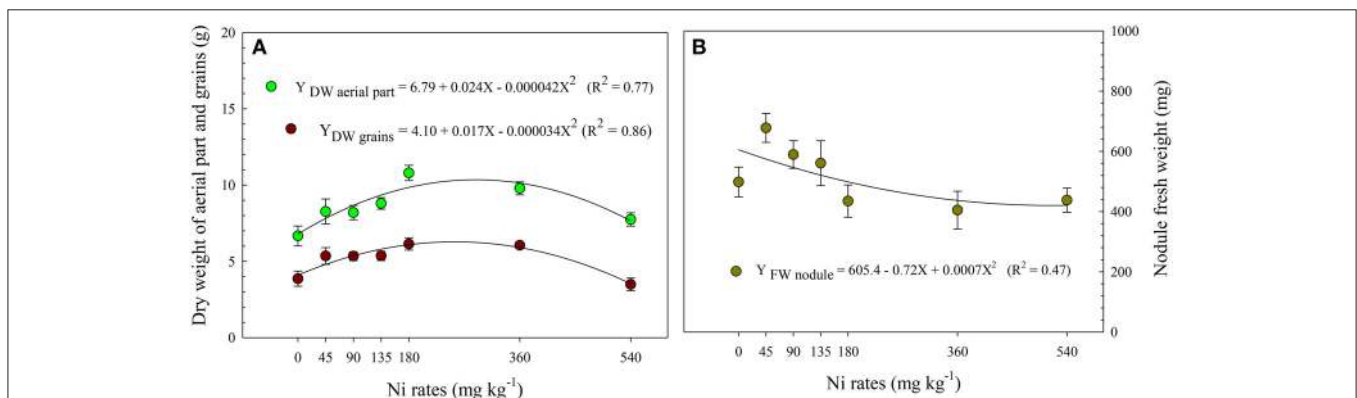 A
Dry weight of aerial part and grains (g)
20
15
10
5
0
Y DW aerial part = 6.79 + 0.024X - 0.000042X² (R² = 0.77)
Y DW grains = 4.10 + 0.017X - 0.000034X² (R² = 0.86)
0 45 90 135 180 360 540
Ni rates (mg kg⁻¹)
B
Y FW nodule = 605.4 - 0.72X + 0.0007X² (R² = 0.47)
1000
800
600
400
200
0
Nodule fresh weight (mg)
0 45 90 135 180 360 540
Ni rates (mg kg⁻¹)